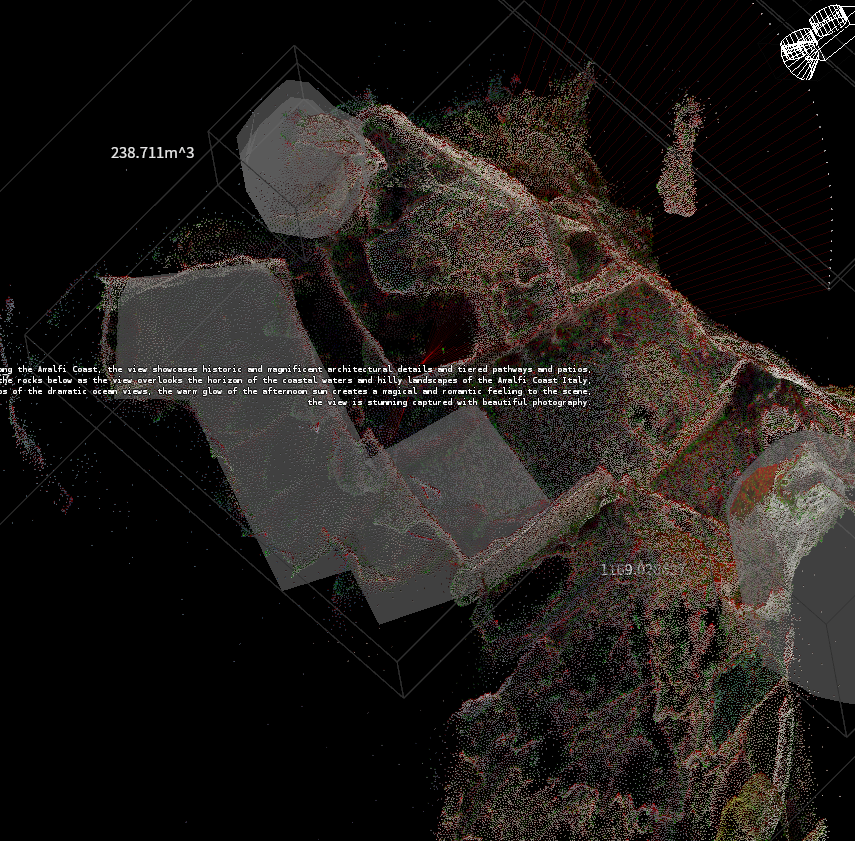 238.711m^3
the Amalfi Coast, the view showcases historic and magnificent architectural details and tiered pathways and patios,
rocks below as the view overlooks the horizon of the coastal waters and hilly landscapes of the Amalfi Coast Italy,
of the dramatic ocean views, the warm glow of the afternoon sun creates a magical and romantic feeling to the scene.
the view is stunning captured with beautiful photography.